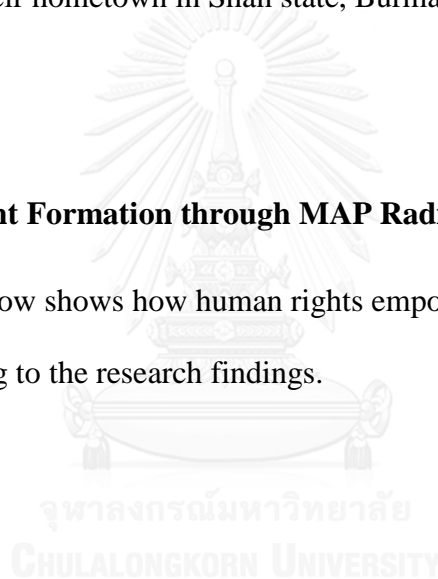 eir hometown in Shan state, Burma
nt Formation through MAP Radi
ow shows how human rights empo
g to the research findings.
จุฬาลงกรณ์มหาวิทยาลัย
CHULALONGKORN UNIVERSITY